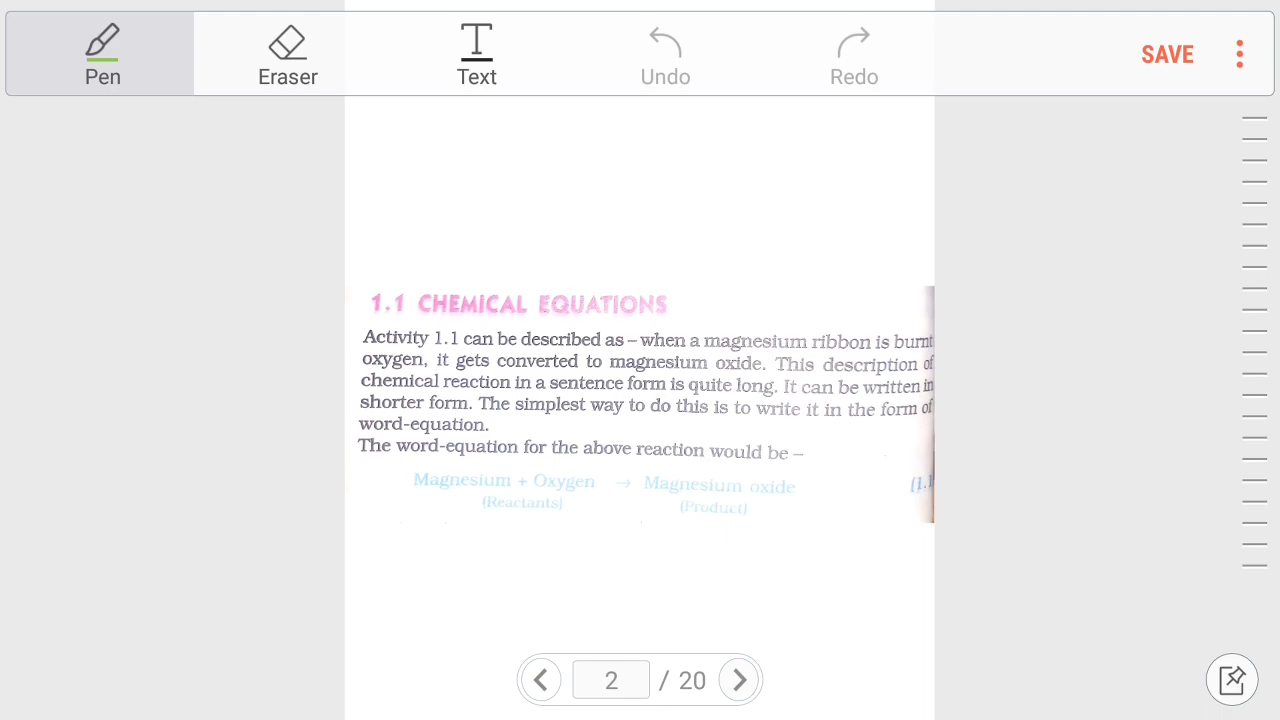 Pen
Eraser
Text
Undo
Redo
SAVE
1.1 CHEMICAL EQUATIONS
Activity 1.1 can be described as – when a magnesium ribbon is burnt
oxygen, it gets converted to magnesium oxide. This description of
chemical reaction in a sentence form is quite long. It can be written in
shorter form. The simplest way to do this is to write it in the form of
word-equation.
The word-equation for the above reaction would be –
Magnesium + Oxygen → Magnesium oxide (1.1
(Reactants) (Product)
2 / 20